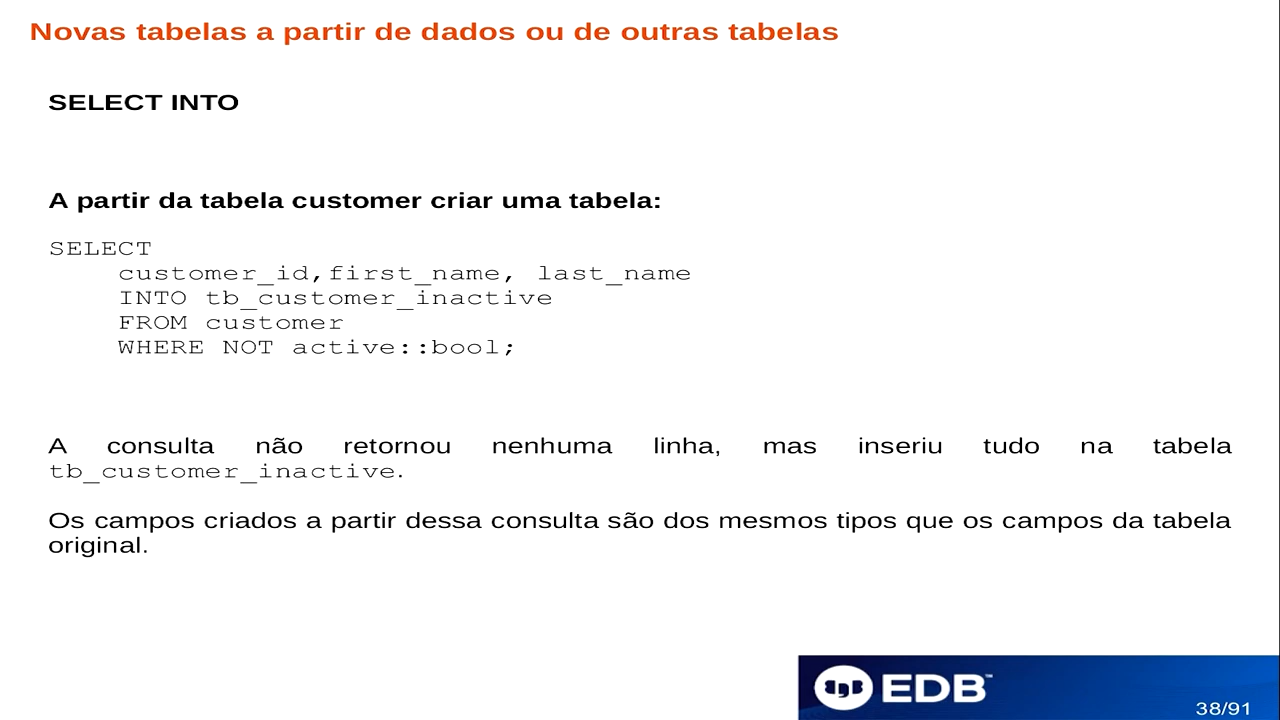 Novas tabelas a partir de dados ou de outras tabelas
SELECT INTO
A partir da tabela customer criar uma tabela:
SELECT
customer_id,first_name, last_name
INTO tb_customer_inactive
FROM customer
WHERE NOT active::bool;
A consulta não retornou nenhuma linha, mas inseriu tudo na tabela
tb_customer_inactive.
Os campos criados a partir dessa consulta são dos mesmos tipos que os campos da tabela
original.
EDB™
38/91